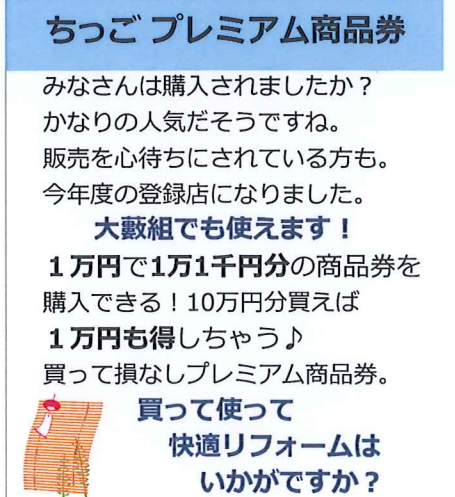 ちっご プレミアム商品券
みなさんは購入されましたか？
かなりの人気だそうですね。
販売を心待ちにされている方も。
今年度の登録店になりました。
大藪組でも使えます！
１万円で1万1千円分の商品券を
購入できる！10万円分買えば
１万円も得しちゃう♪
買って損なしプレミアム商品券。
買って使って
快適リフォームは
いかがですか？